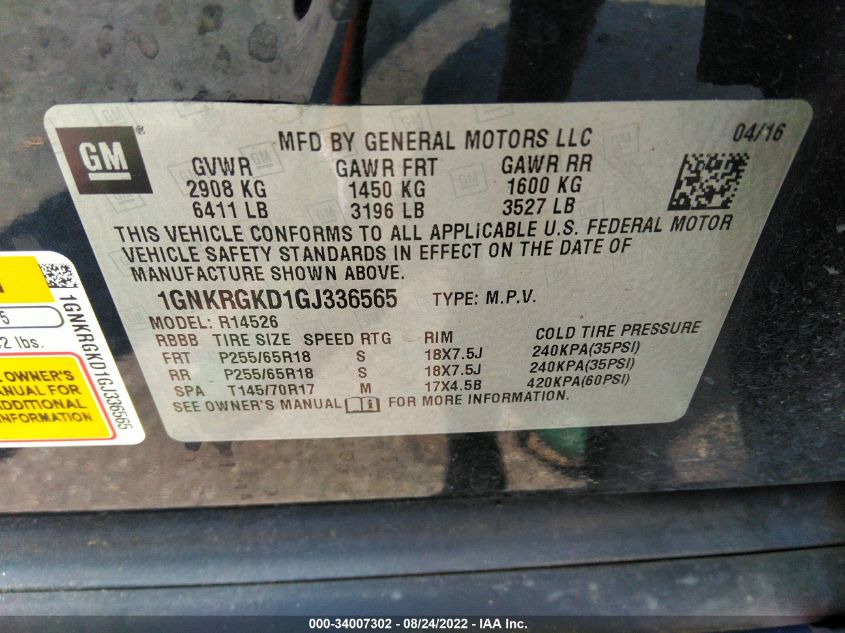 GM
MFD BY GENERAL MOTORS LLC
04/16
GVWR GAWR FRT GAWR RR
2908 KG 1450 KG 1600 KG
6411 LB 3196 LB 3527 LB
THIS VEHICLE CONFORMS TO ALL APPLICABLE U.S. FEDERAL MOTOR
VEHICLE SAFETY STANDARDS IN EFFECT ON THE DATE OF
MANUFACTURE SHOWN ABOVE.
1GNKRGKD1GJ336565 TYPE: M.P.V.
MODEL: R14526
RBBB TIRE SIZE SPEED RTG RIM COLD TIRE PRESSURE
FRT P255/65R18 S 18X7.5J 240KPA(35PSI)
RR P255/65R18 S 18X7.5J 240KPA(35PSI)
SPA T145/70R17 M 17X4.5B 420KPA(60PSI)
SEE OWNER'S MANUAL FOR MORE INFORMATION.
1GNKRGKD1GJ336565
5
2 lbs.
OWNER'S
ANUAL FOR
ADDITIONAL
INFORMATION
000-34007302 - 08/24/2022 - IAA Inc.